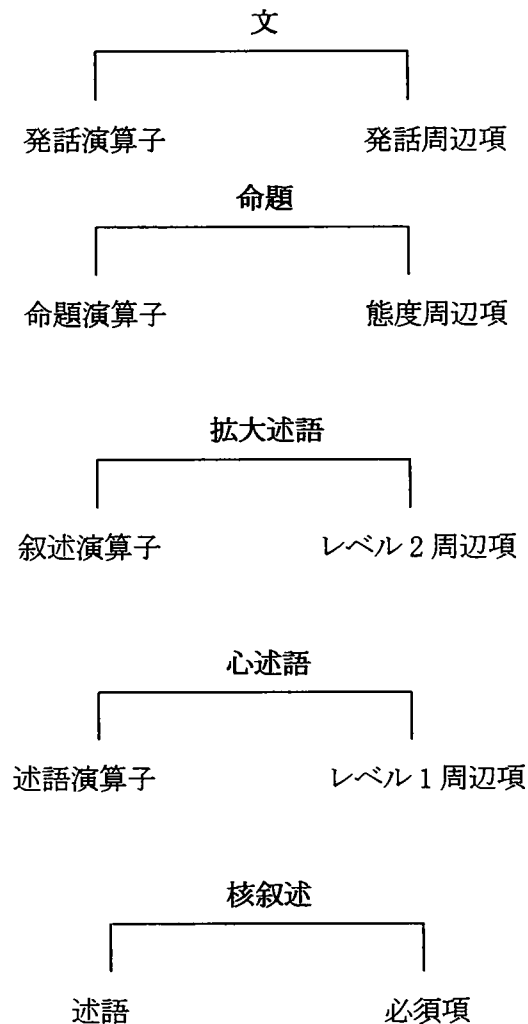 文
発話演算子 発話周辺項
命題
命題演算子 態度周辺項
拡大述語
叙述演算子 レベル2周辺項
心述語
述語演算子 レベル1周辺項
核叙述
述語 必須項